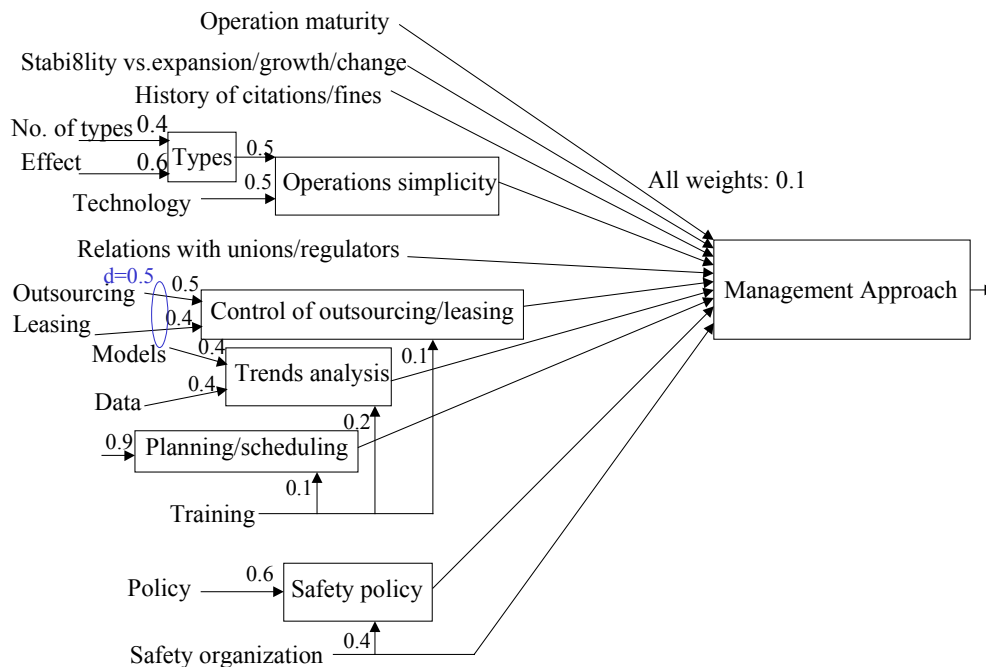 Operation maturity
Stabi8lity vs.expansion/growth/change
History of citations/fines
No. of types
0.4
Effect
0.6
Types
0.5
Technology
0.5
Operations simplicity
All weights: 0.1
Relations with unions/regulators
d=0.5
Outsourcing
0.5
Leasing
0.4
Control of outsourcing/leasing
Management Approach
Models
0.4
0.1
Trends analysis
Data
0.4
0.2
0.9
Planning/scheduling
0.1
Training
Policy
0.6
Safety policy
Safety organization
0.4